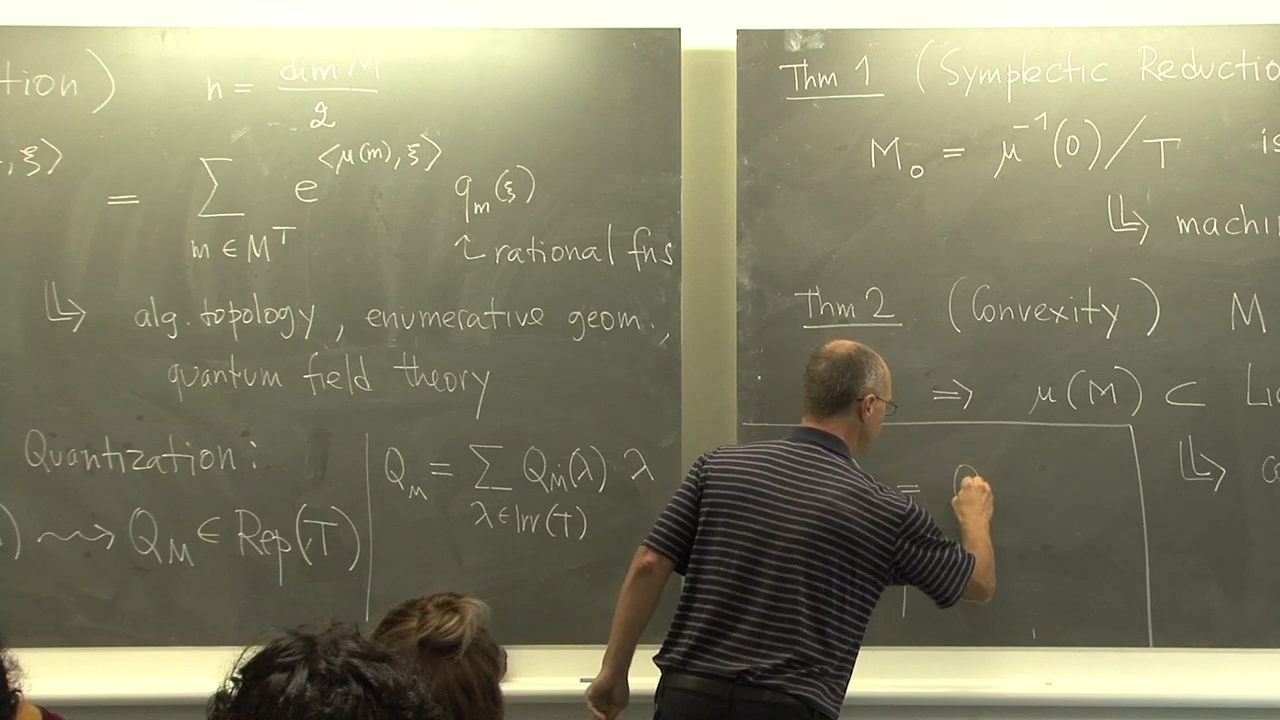 tion) n = dim M / 2
, ξ⟩ = ∑ e^⟨μ(m), ξ⟩ q_m(ξ)
m ∈ M^T ↖ rational fns
↳ alg. topology, enumerative geom.,
quantum field theory
Quantization:
) ⇝ Q_M ∈ Rep(T)
Q_M = ∑ Q_M(λ) · λ
λ ∈ Irr(T)
Thm 1 (Symplectic Reductio
M_0 = μ^{-1}(0)/T is
↳ machi
Thm 2 (Convexity) M
⇒ μ(M) ⊂ Li
↳
=